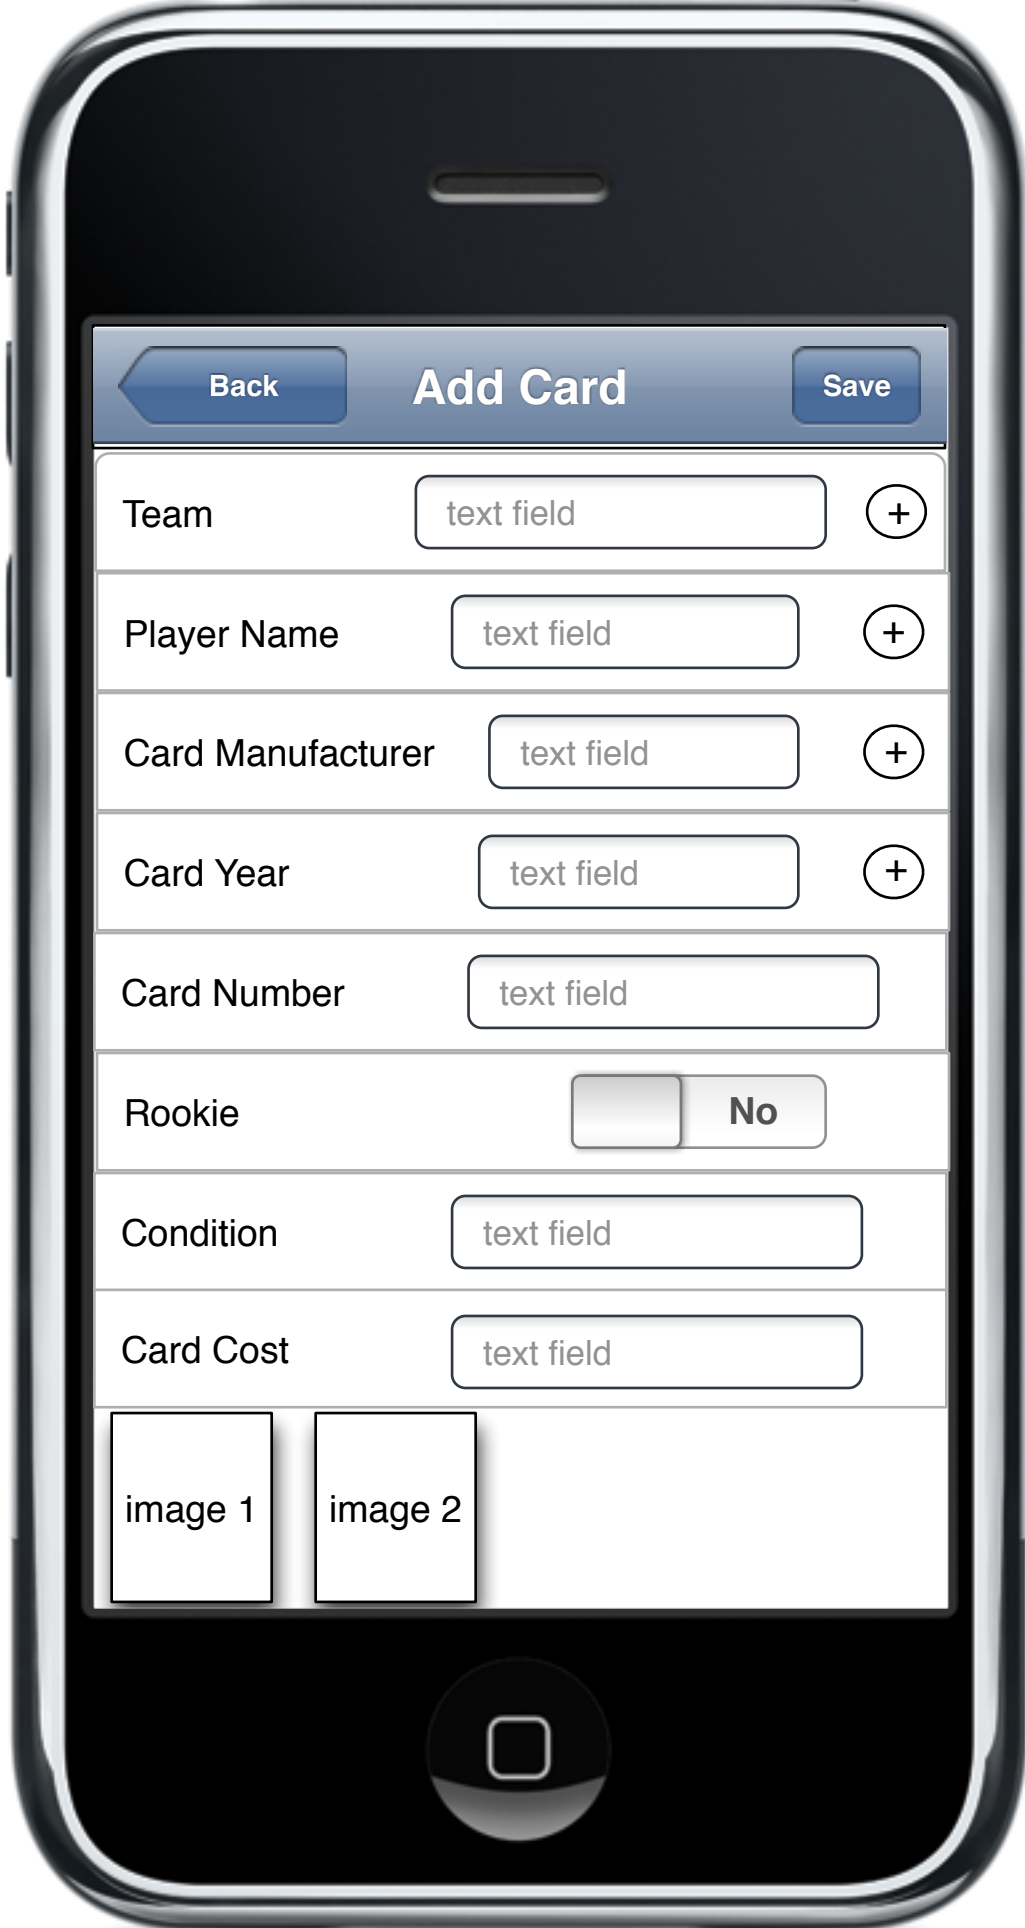 Back Add Card Save
Team text field +
Player Name text field +
Card Manufacturer text field +
Card Year text field +
Card Number text field
Rookie No
Condition text field
Card Cost text field
image 1 image 2